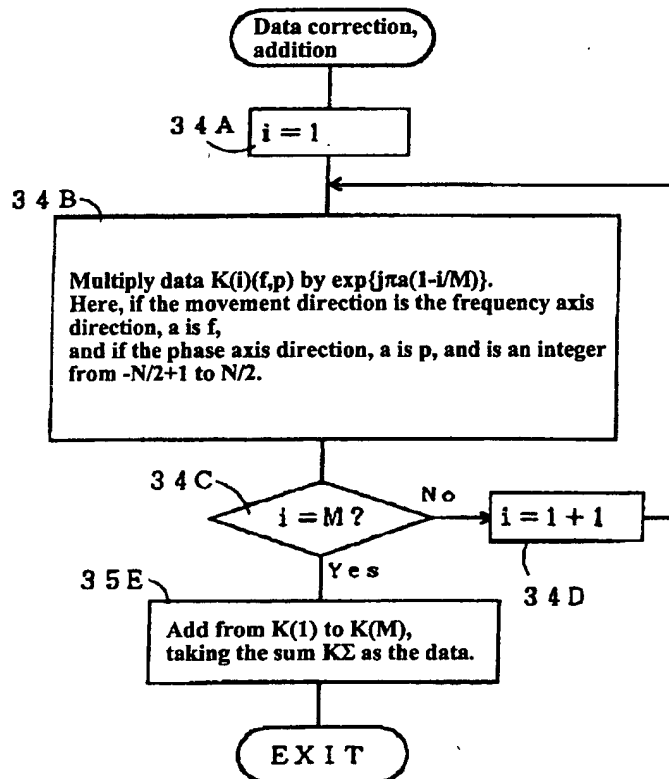 Data correction,
addition
34A
i = 1
34B
Multiply data K(i)(f,p) by exp{jπa(1-i/M)}.
Here, if the movement direction is the frequency axis
direction, a is f,
and if the phase axis direction, a is p, and is an integer
from -N/2+1 to N/2.
34C
i = M ?
No
i = 1 + 1
34D
Yes
35E
Add from K(1) to K(M),
taking the sum KΣ as the data.
EXIT